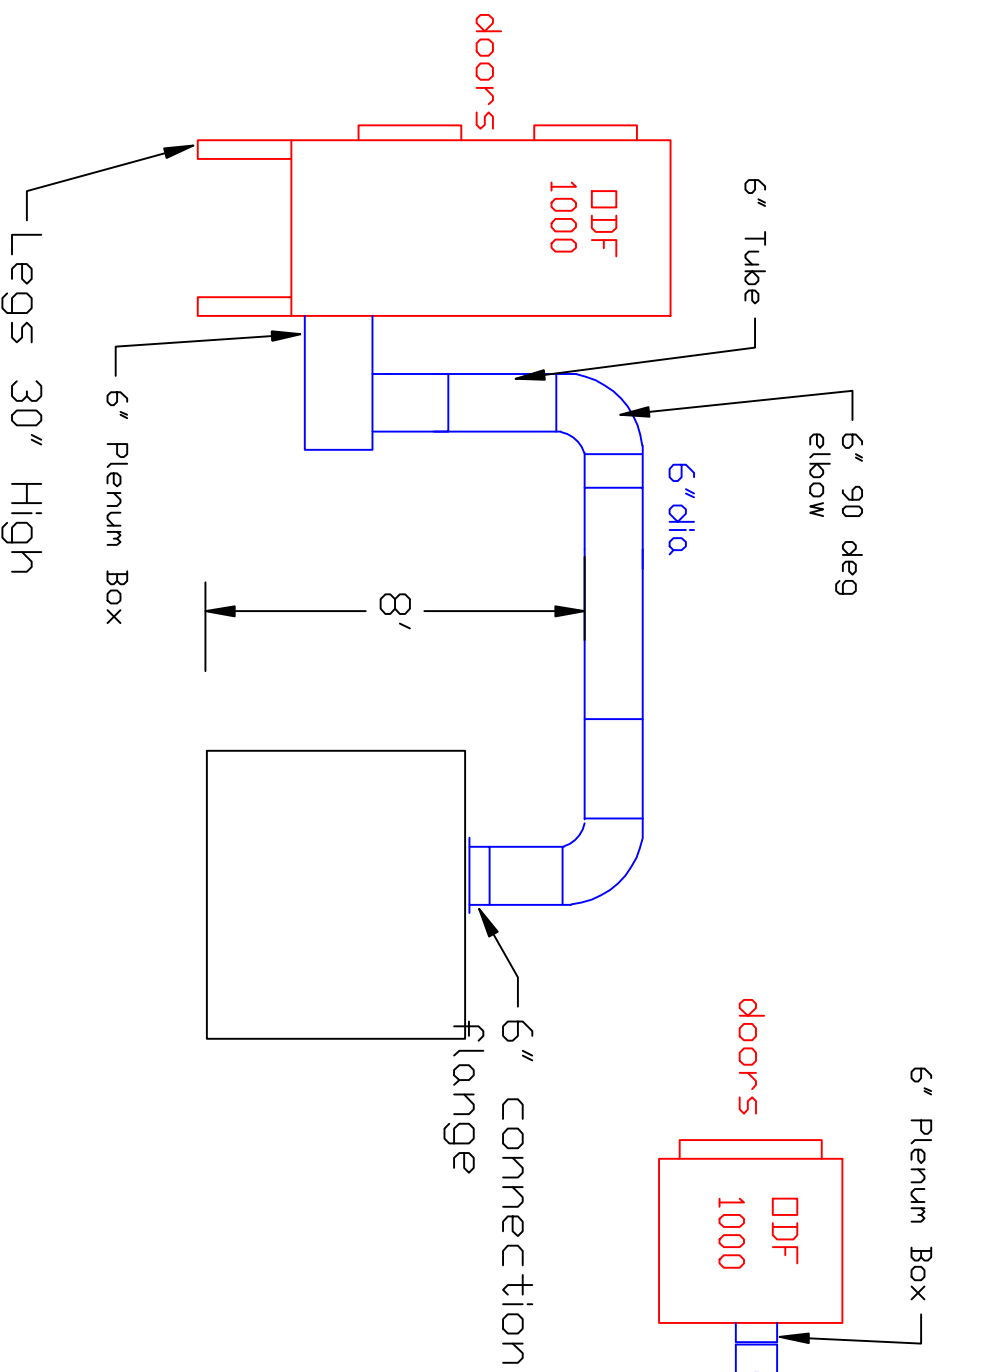 doors
ODF
1000
6" Tube
6" 90 deg
elbow
6"dia
8'
6" Plenum Box
Legs 30" High
6" connection
flange
6" Plenum Box
doors
ODF
1000